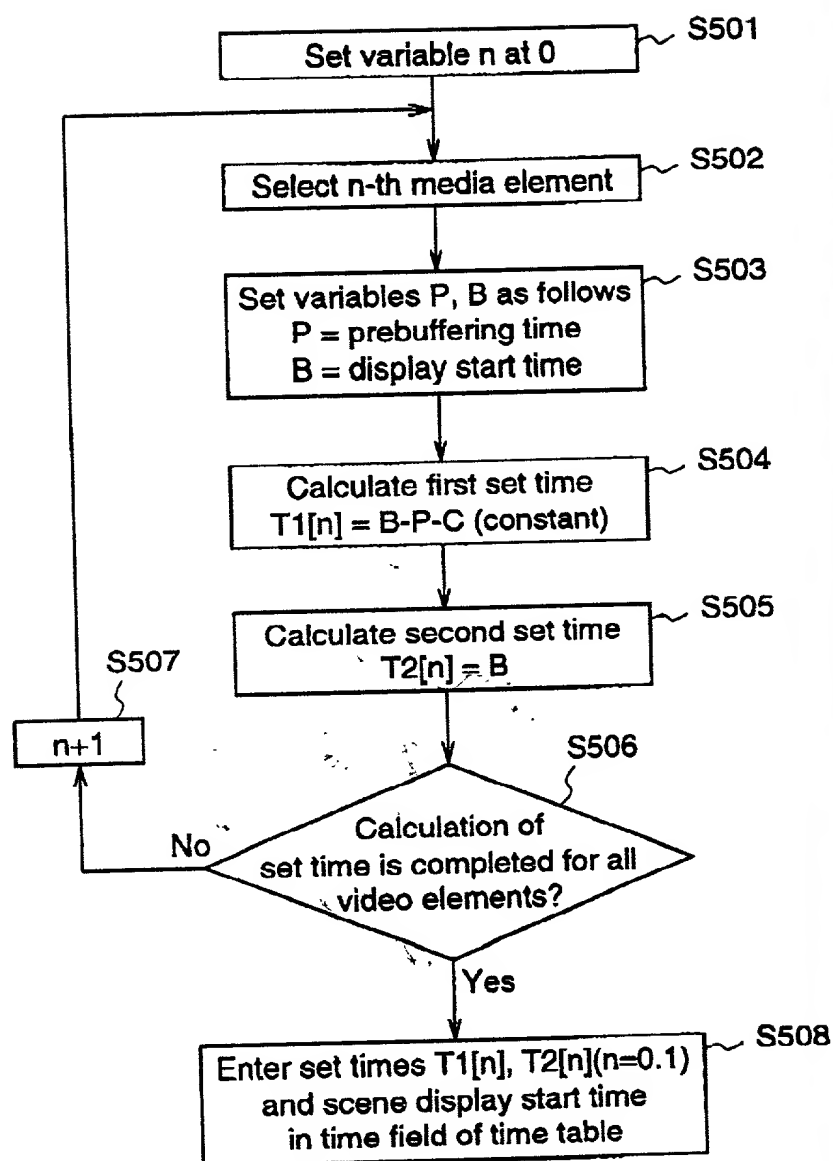 S501
Set variable n at 0
S502
Select n-th media element
S503
Set variables P, B as follows
P = prebuffering time
B = display start time
S504
Calculate first set time
T1[n] = B-P-C (constant)
S505
Calculate second set time
T2[n] = B
S507
n+1
S506
No
Calculation of
set time is completed for all
video elements?
Yes
S508
Enter set times T1[n], T2[n](n=0.1)
and scene display start time
in time field of time table